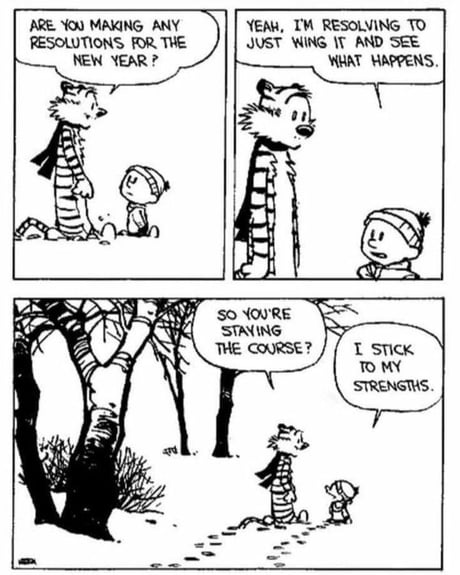 ARE YOU MAKING ANY
RESOLUTIONS FOR THE
NEW YEAR?
YEAH, I'M RESOLVING TO
JUST WING IT AND SEE
WHAT HAPPENS.
SO YOU'RE
STAYING
THE COURSE?
I STICK
TO MY
STRENGTHS.